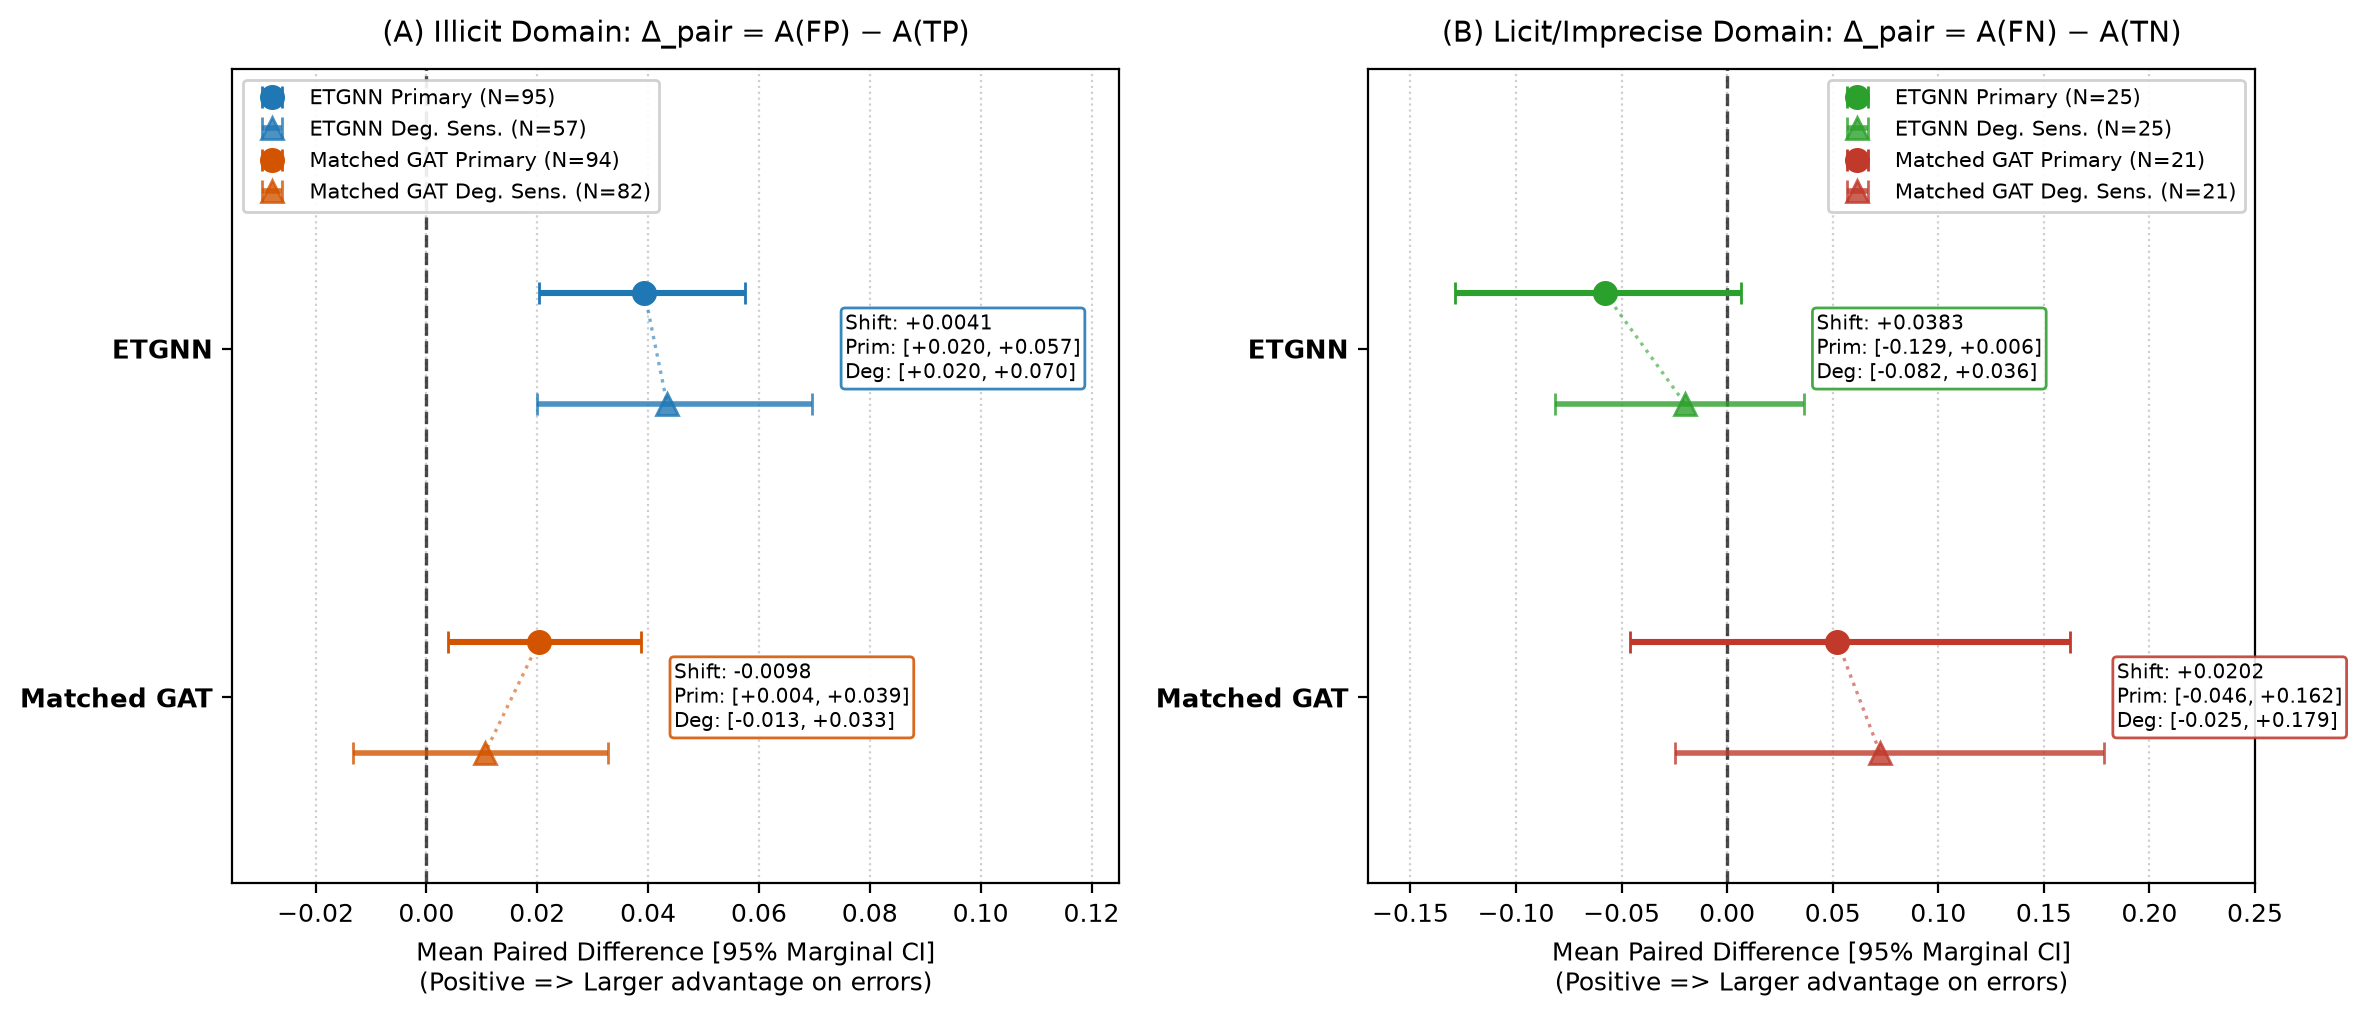 (A) Illicit Domain: Δ_pair = A(FP) − A(TP)
ETGNN Primary (N=95)
ETGNN Deg. Sens. (N=57)
Matched GAT Primary (N=94)
Matched GAT Deg. Sens. (N=82)
ETGNN
Shift: +0.0041
Prim: [+0.020, +0.057]
Deg: [+0.020, +0.070]
Matched GAT
Shift: -0.0098
Prim: [+0.004, +0.039]
Deg: [-0.013, +0.033]
−0.02 0.00 0.02 0.04 0.06 0.08 0.10 0.12
Mean Paired Difference [95% Marginal CI]
(Positive => Larger advantage on errors)
(B) Licit/Imprecise Domain: Δ_pair = A(FN) − A(TN)
ETGNN Primary (N=25)
ETGNN Deg. Sens. (N=25)
Matched GAT Primary (N=21)
Matched GAT Deg. Sens. (N=21)
ETGNN
Shift: +0.0383
Prim: [-0.129, +0.006]
Deg: [-0.082, +0.036]
Matched GAT
Shift: +0.0202
Prim: [-0.046, +0.162]
Deg: [-0.025, +0.179]
−0.15 −0.10 −0.05 0.00 0.05 0.10 0.15 0.20 0.25
Mean Paired Difference [95% Marginal CI]
(Positive => Larger advantage on errors)